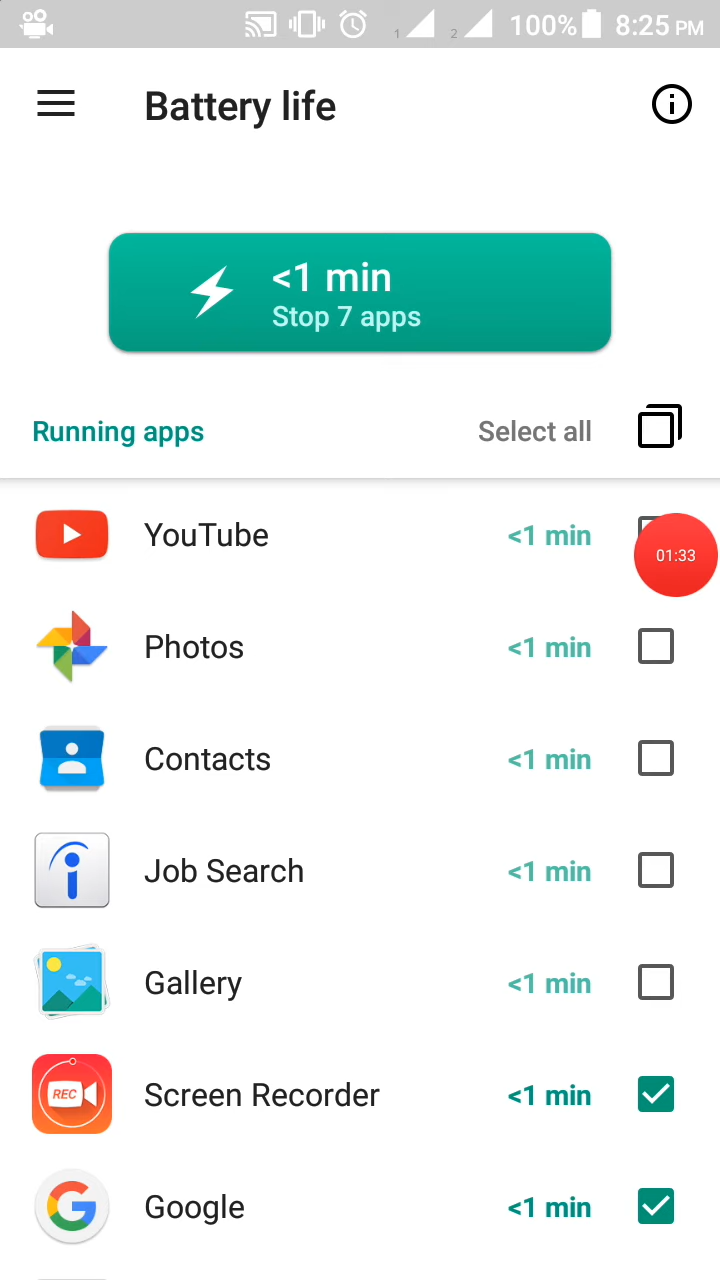 1 2 100% 8:25 PM
Battery life
<1 min
Stop 7 apps
Running apps Select all
YouTube <1 min
01:33
Photos <1 min
Contacts <1 min
Job Search <1 min
Gallery <1 min
REC Screen Recorder <1 min
G Google <1 min